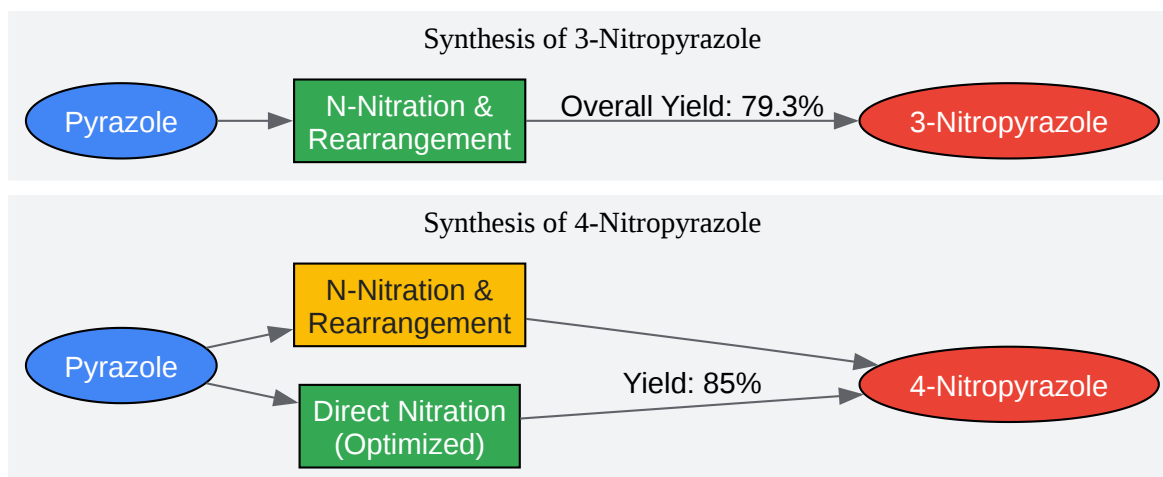 Synthesis of 3-Nitropyrazole
Pyrazole
N-Nitration &
Rearrangement
Overall Yield: 79.3%
3-Nitropyrazole
Synthesis of 4-Nitropyrazole
N-Nitration &
Rearrangement
Pyrazole
Direct Nitration
(Optimized)
Yield: 85%
4-Nitropyrazole